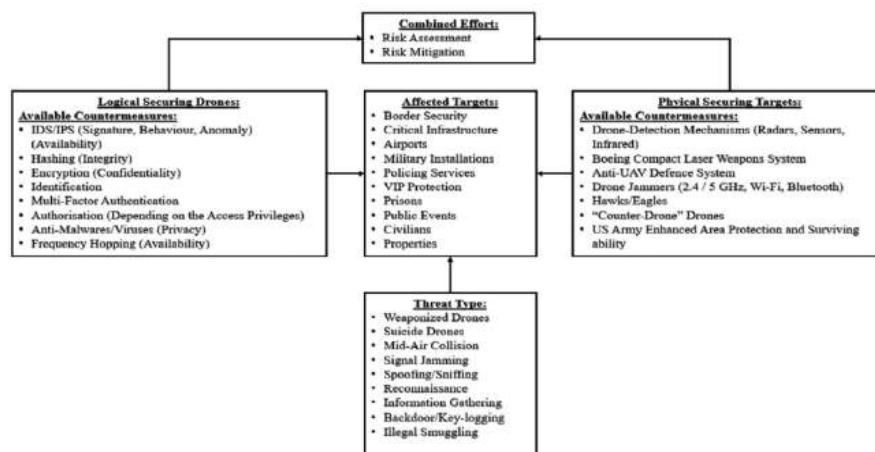 Combined Effort:
• Risk Assessment
• Risk Mitigation
Logical Securing Drones:
Available Countermeasures:
• IDS/IPS (Signature, Behaviour, Anomaly)
(Availability)
• Hashing (Integrity)
• Encryption (Confidentiality)
• Identification
• Multi-Factor Authentication
• Authorisation (Depending on the Access Privileges)
• Anti-Malwares/Viruses (Privacy)
• Frequency Hopping (Availability)
Affected Targets:
• Border Security
• Critical Infrastructure
• Airports
• Military Installations
• Policing Services
• VIP Protection
• Prisons
• Public Events
• Civilians
• Properties
Physical Securing Targets:
Available Countermeasures:
• Drone-Detection Mechanisms (Radars, Sensors,
Infrared)
• Boeing Compact Laser Weapons System
• Anti-UAV Defence System
• Drone Jammers (2.4 / 5 GHz, Wi-Fi, Bluetooth)
• Hawks/Eagles
• “Counter-Drone” Drones
• US Army Enhanced Area Protection and Surviving
ability
Threat Type:
• Weaponized Drones
• Suicide Drones
• Mid-Air Collision
• Signal Jamming
• Spoofing/Sniffing
• Reconnaissance
• Information Gathering
• Backdoor/Key-logging
• Illegal Smuggling